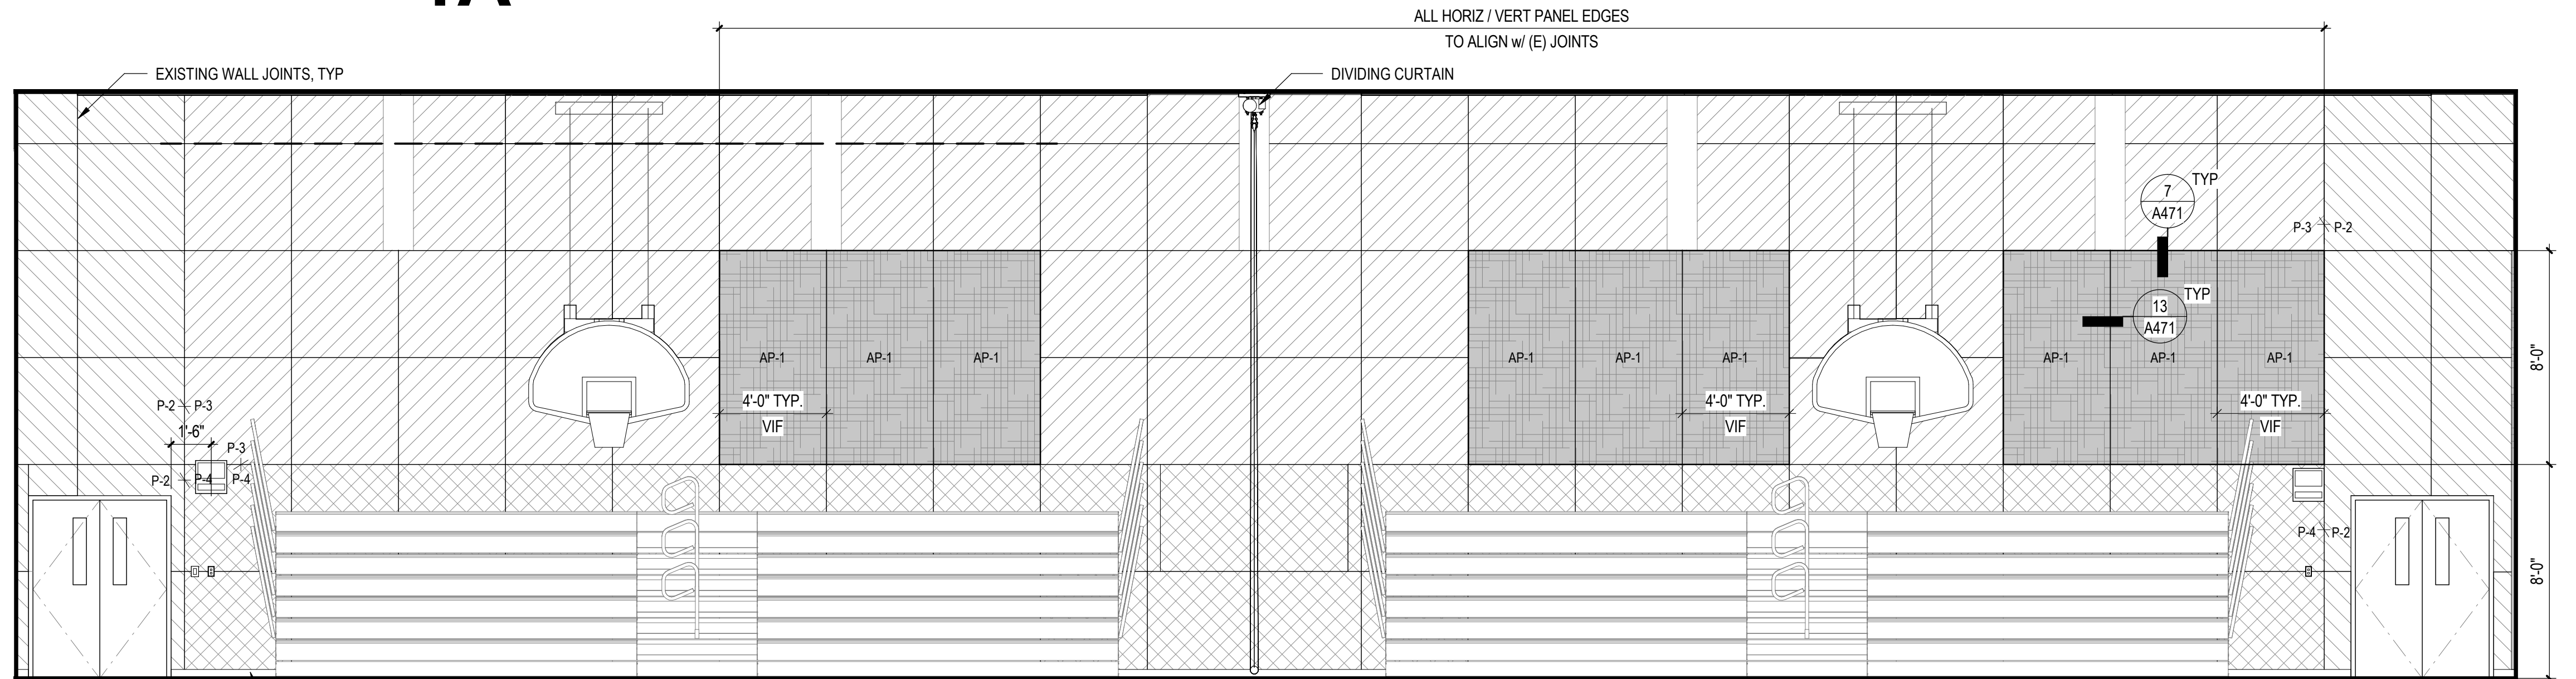 1A
ALL HORIZ / VERT PANEL EDGES
TO ALIGN w/ (E) JOINTS
EXISTING WALL JOINTS, TYP
DIVIDING CURTAIN
7
A471
TYP
P-3
P-2
13
A471
TYP
AP-1
AP-1
AP-1
AP-1
AP-1
AP-1
AP-1
AP-1
AP-1
8'-0"
4'-0" TYP.
VIF
4'-0" TYP.
VIF
4'-0" TYP.
VIF
P-2
P-3
1'-6"
P-3
P-2
P-4
P-4
P-4
P-2
8'-0"